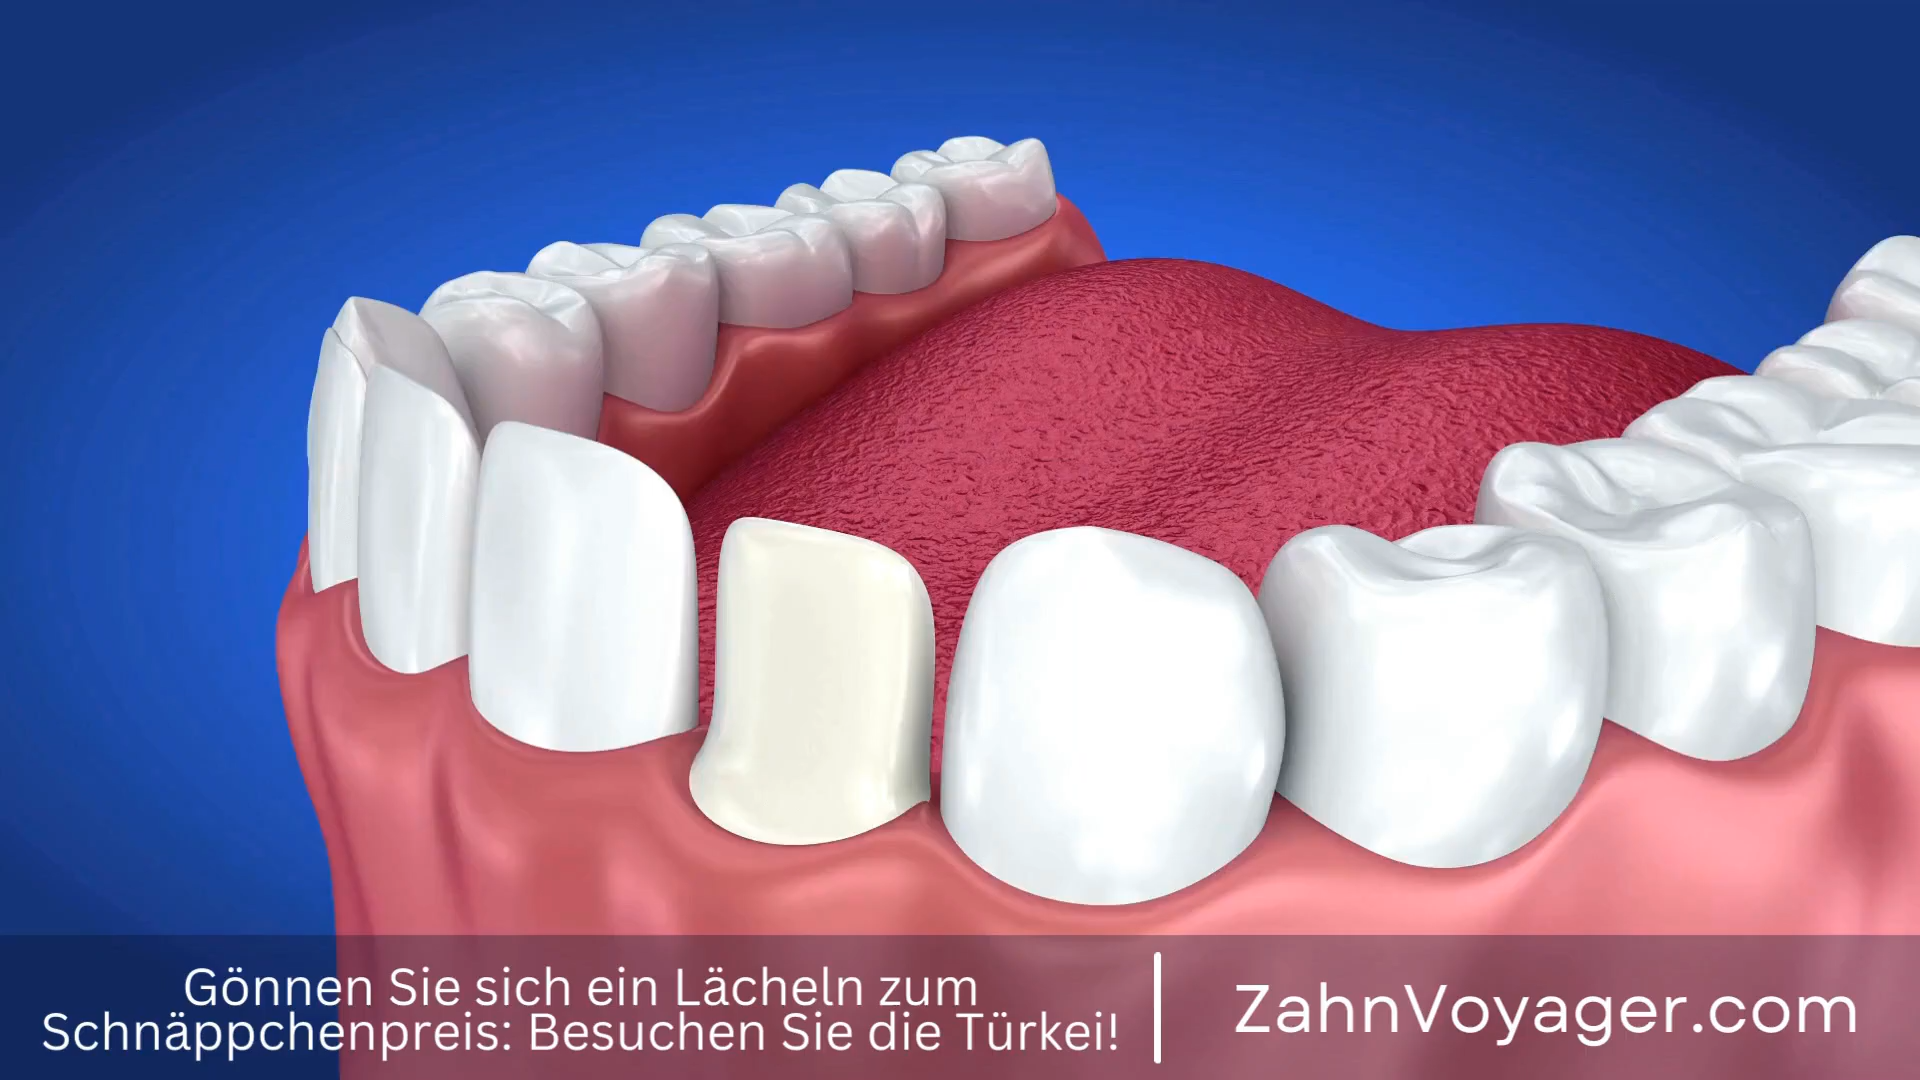 Gönnen Sie sich ein Lächeln zum
Schnäppchenpreis: Besuchen Sie die Türkei!
ZahnVoyager.com